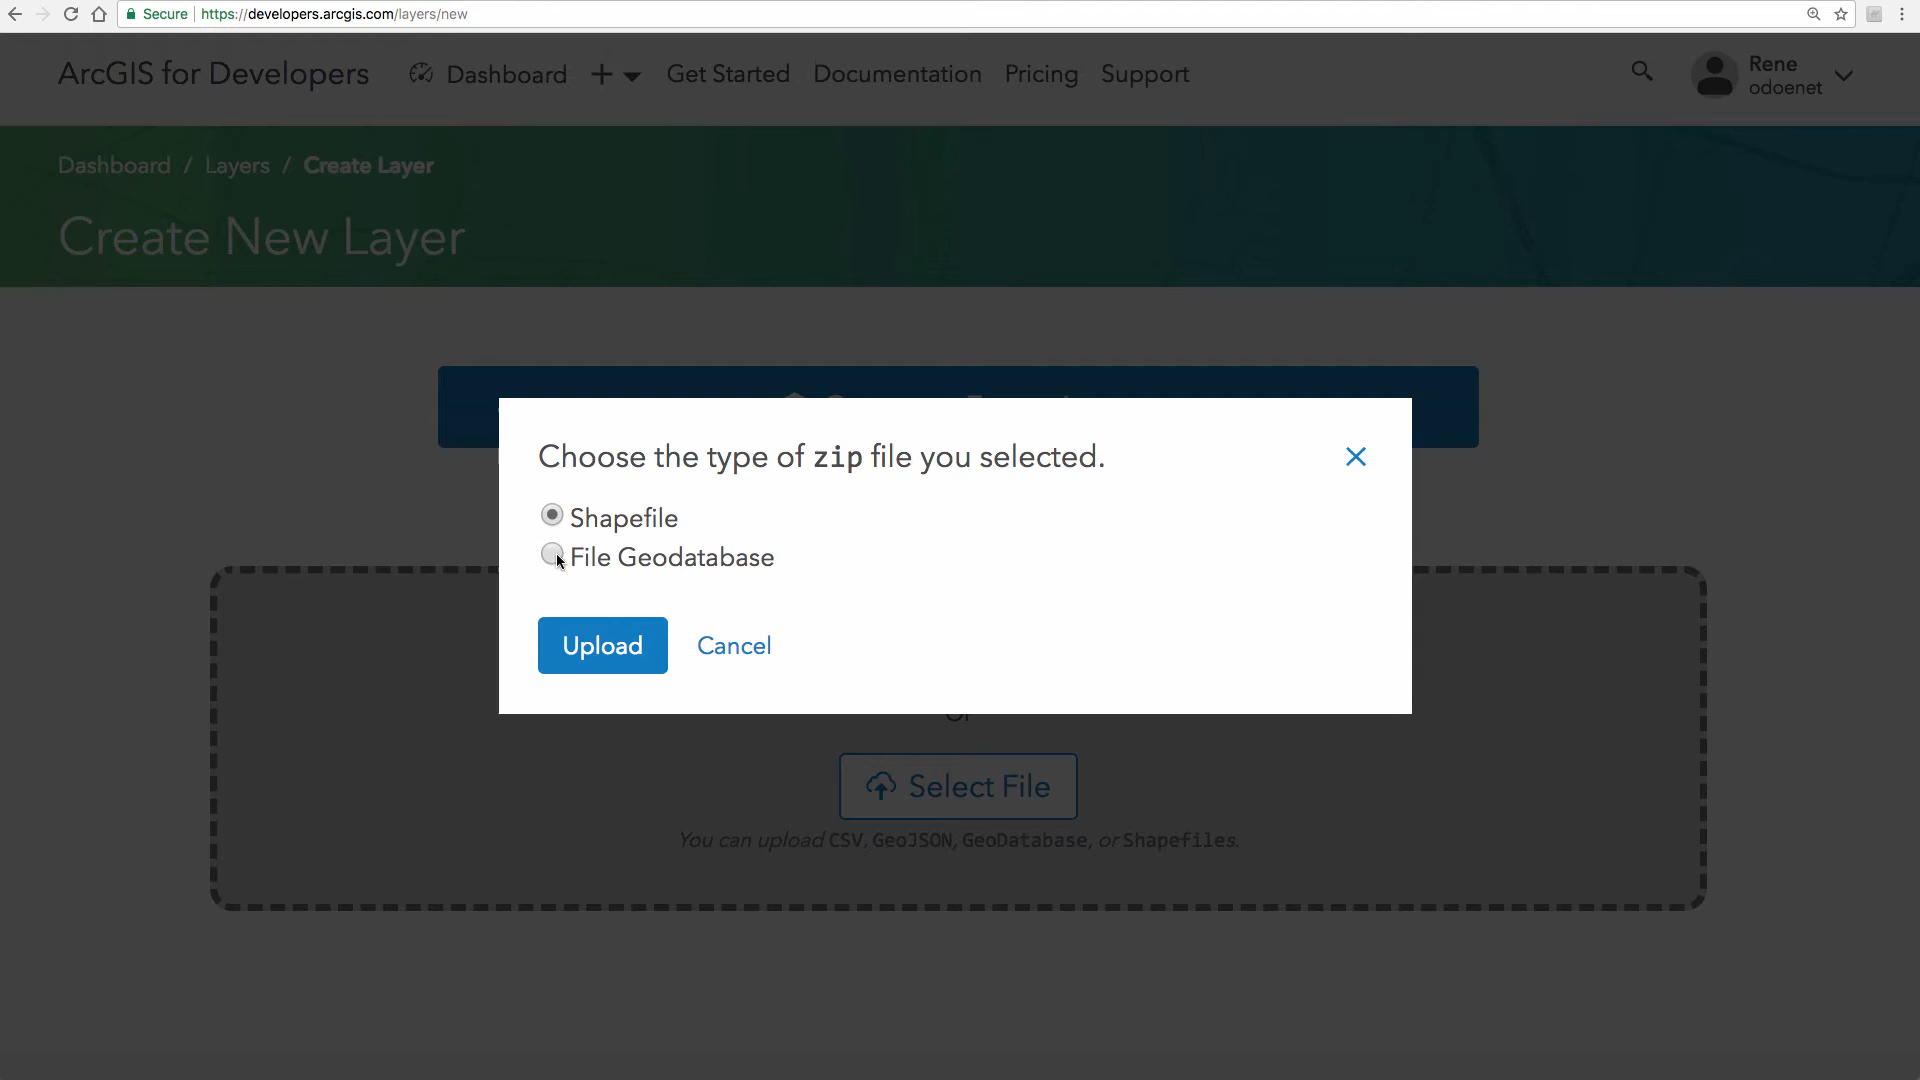 Secure https://developers.arcgis.com/layers/new
ArcGIS for Developers Dashboard + Get Started Documentation Pricing Support Rene
odoenet
Dashboard / Layers / Create Layer
Create New Layer
Choose the type of zip file you selected.
Shapefile
File Geodatabase
Upload Cancel
Select File
You can upload CSV, GeoJSON, GeoDatabase, or Shapefiles.